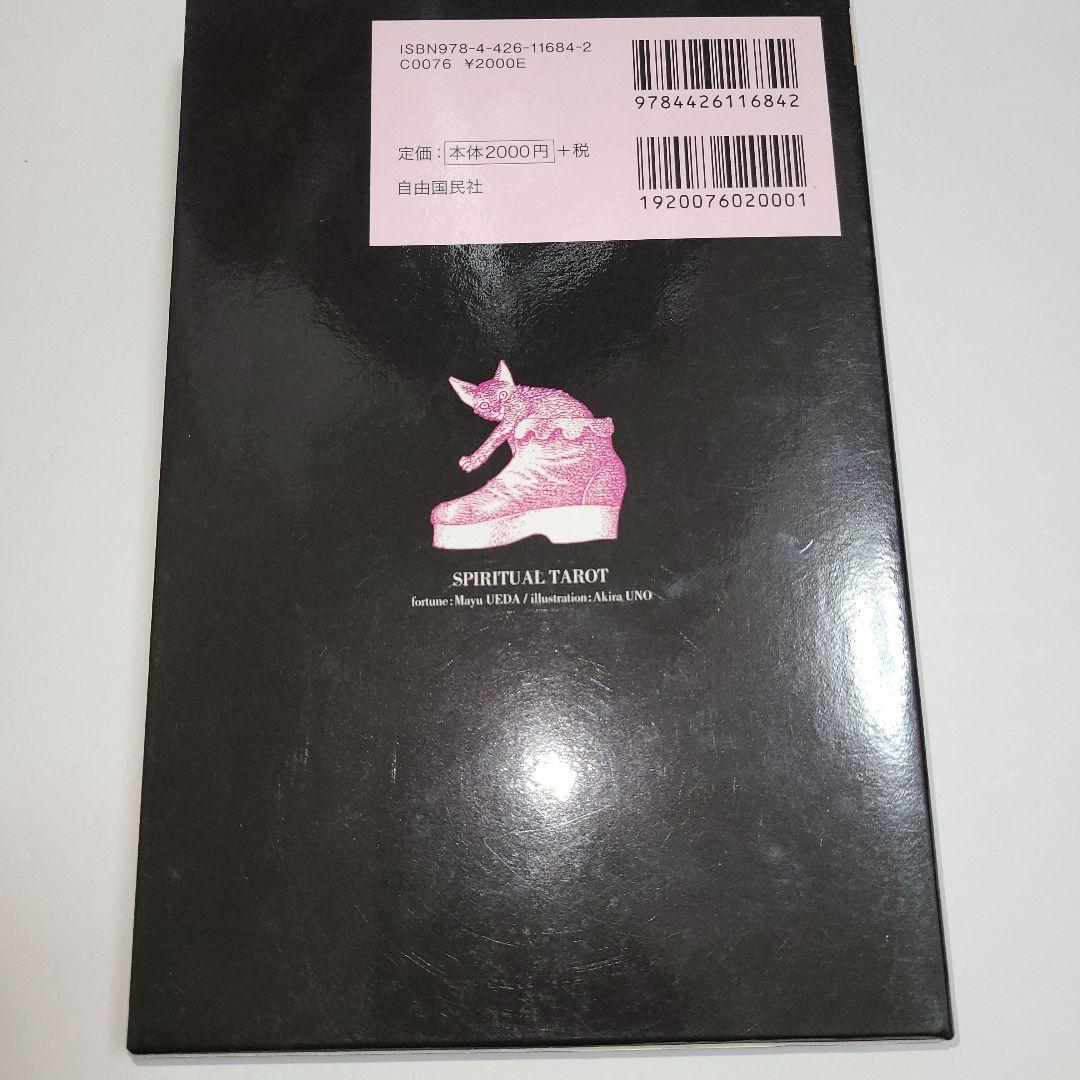 ISBN978-4-426-11684-2
C0076 ¥2000E
9784426116842
定価：本体2000円+税
自由国民社
1920076020001
SPIRITUAL TAROT
fortune : Mayu UEDA / illustration : Akira UNO